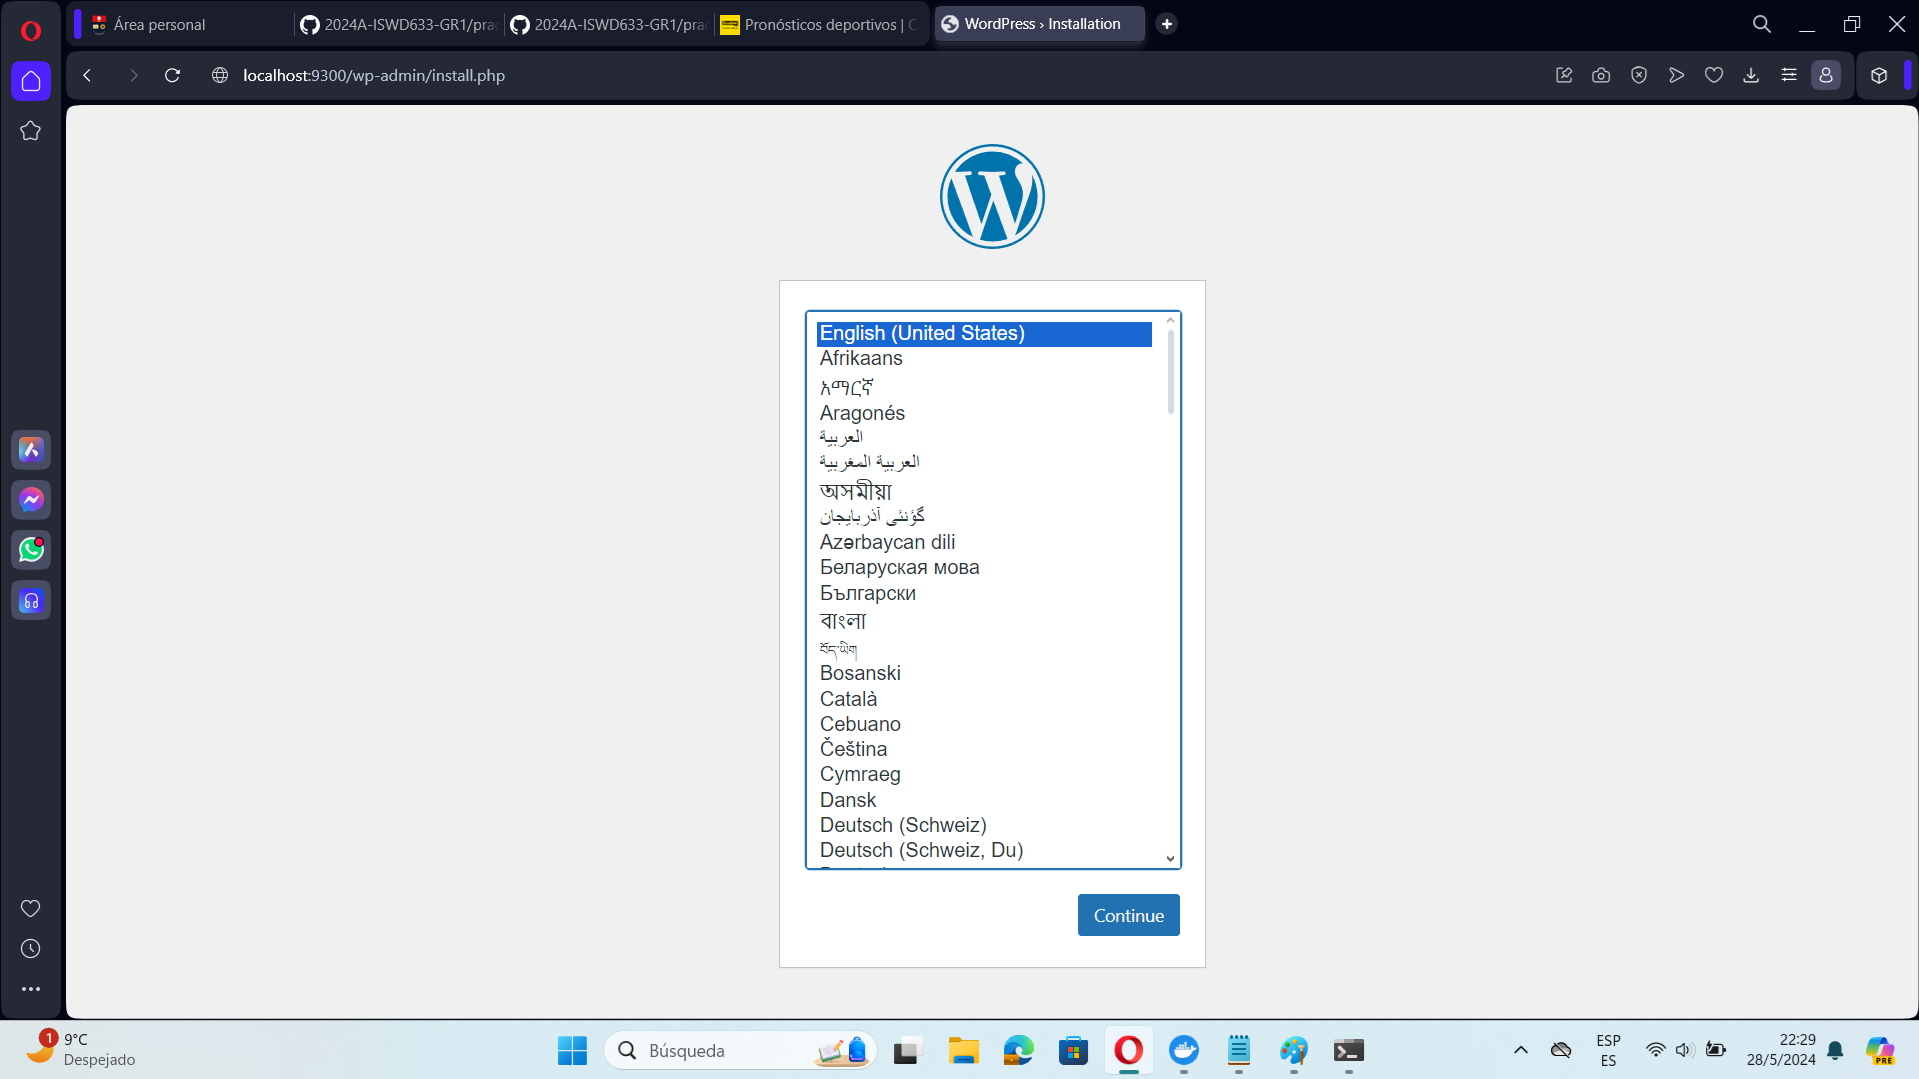 Área personal
2024A-ISWD633-GR1/prac
2024A-ISWD633-GR1/prac
Pronósticos deportivos | C
WordPress › Installation
localhost:9300/wp-admin/install.php
English (United States)
Afrikaans
አማርኛ
Aragonés
العربية
العربية المغربية
অসমীয়া
گؤنئی آذربایجان
Azərbaycan dili
Беларуская мова
Български
বাংলা
བོད་ཡིག
Bosanski
Català
Cebuano
Čeština
Cymraeg
Dansk
Deutsch (Schweiz)
Deutsch (Schweiz, Du)
Continue
1
9°C
Despejado
Búsqueda
ESP
ES
22:29
28/5/2024
PRE